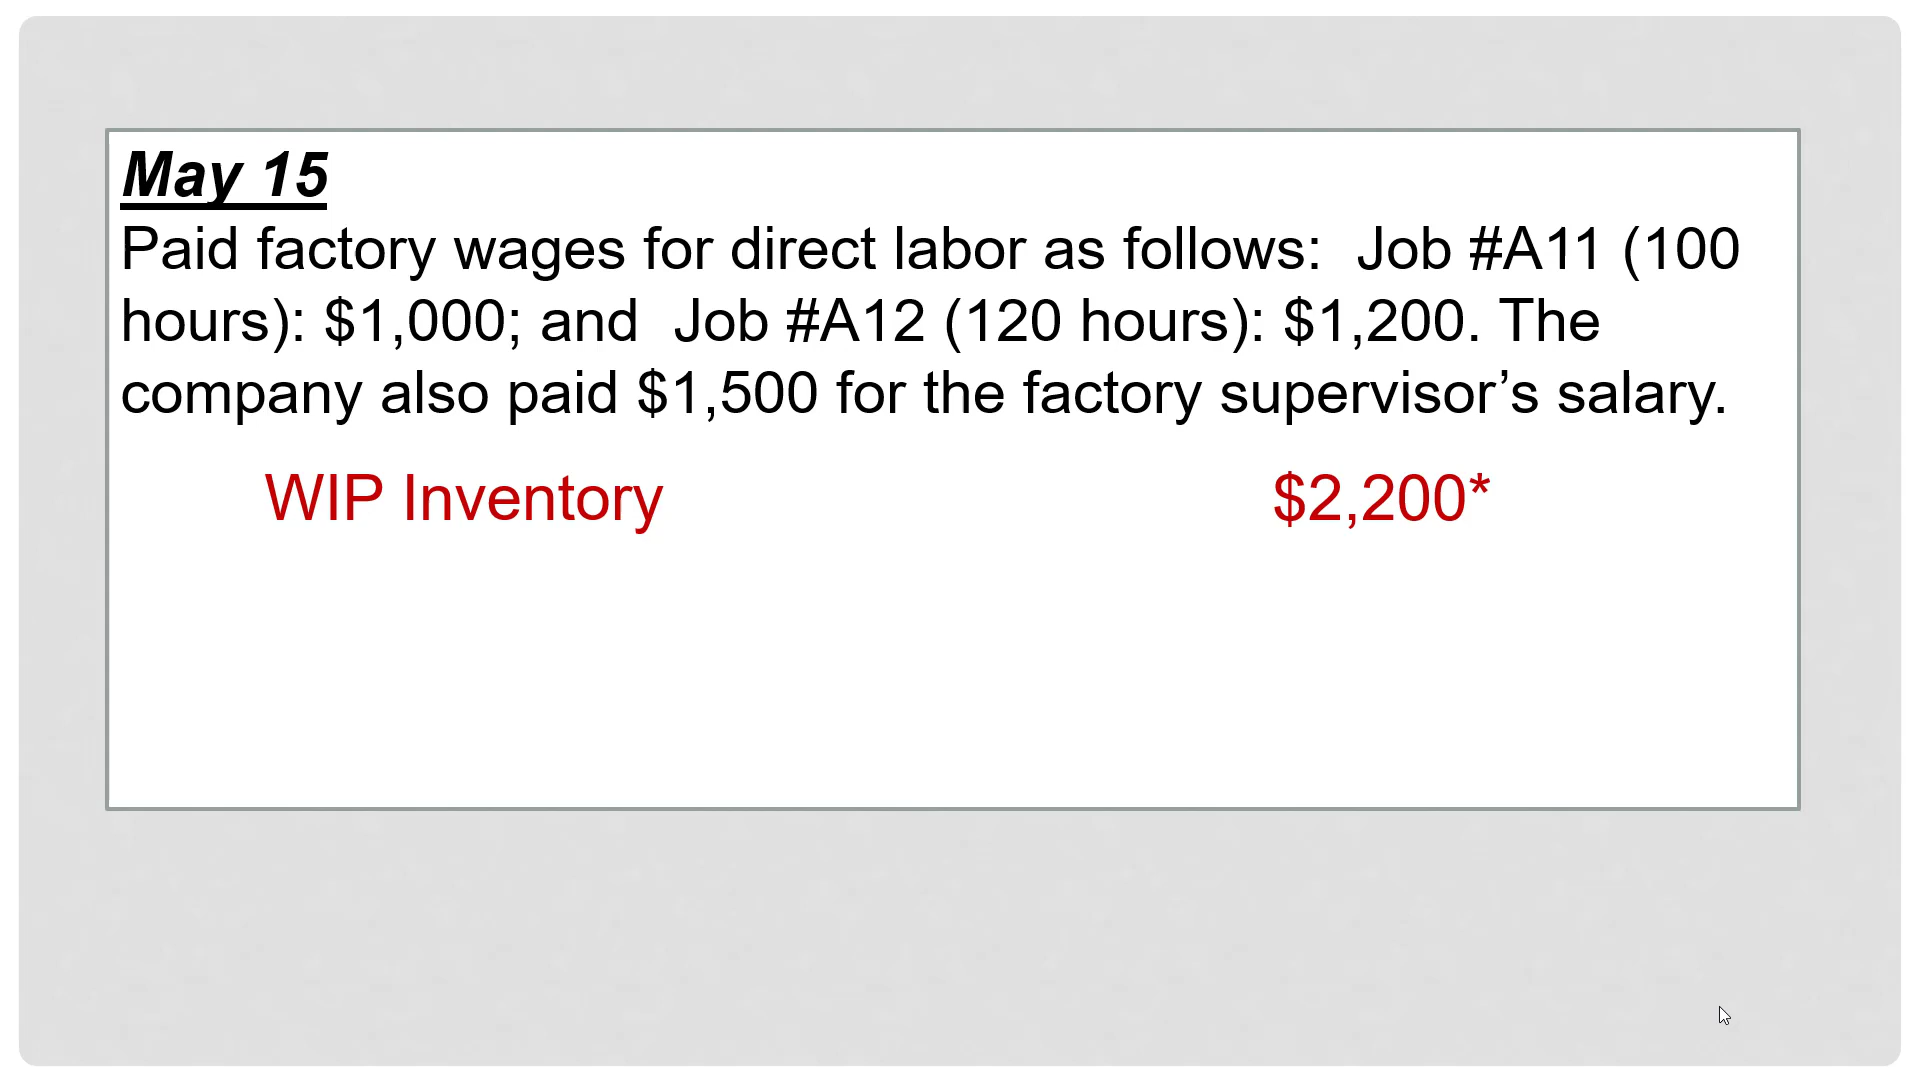 May 15
Paid factory wages for direct labor as follows:  Job #A11 (100
hours): $1,000; and  Job #A12 (120 hours): $1,200. The
company also paid $1,500 for the factory supervisor’s salary.
WIP Inventory $2,200*